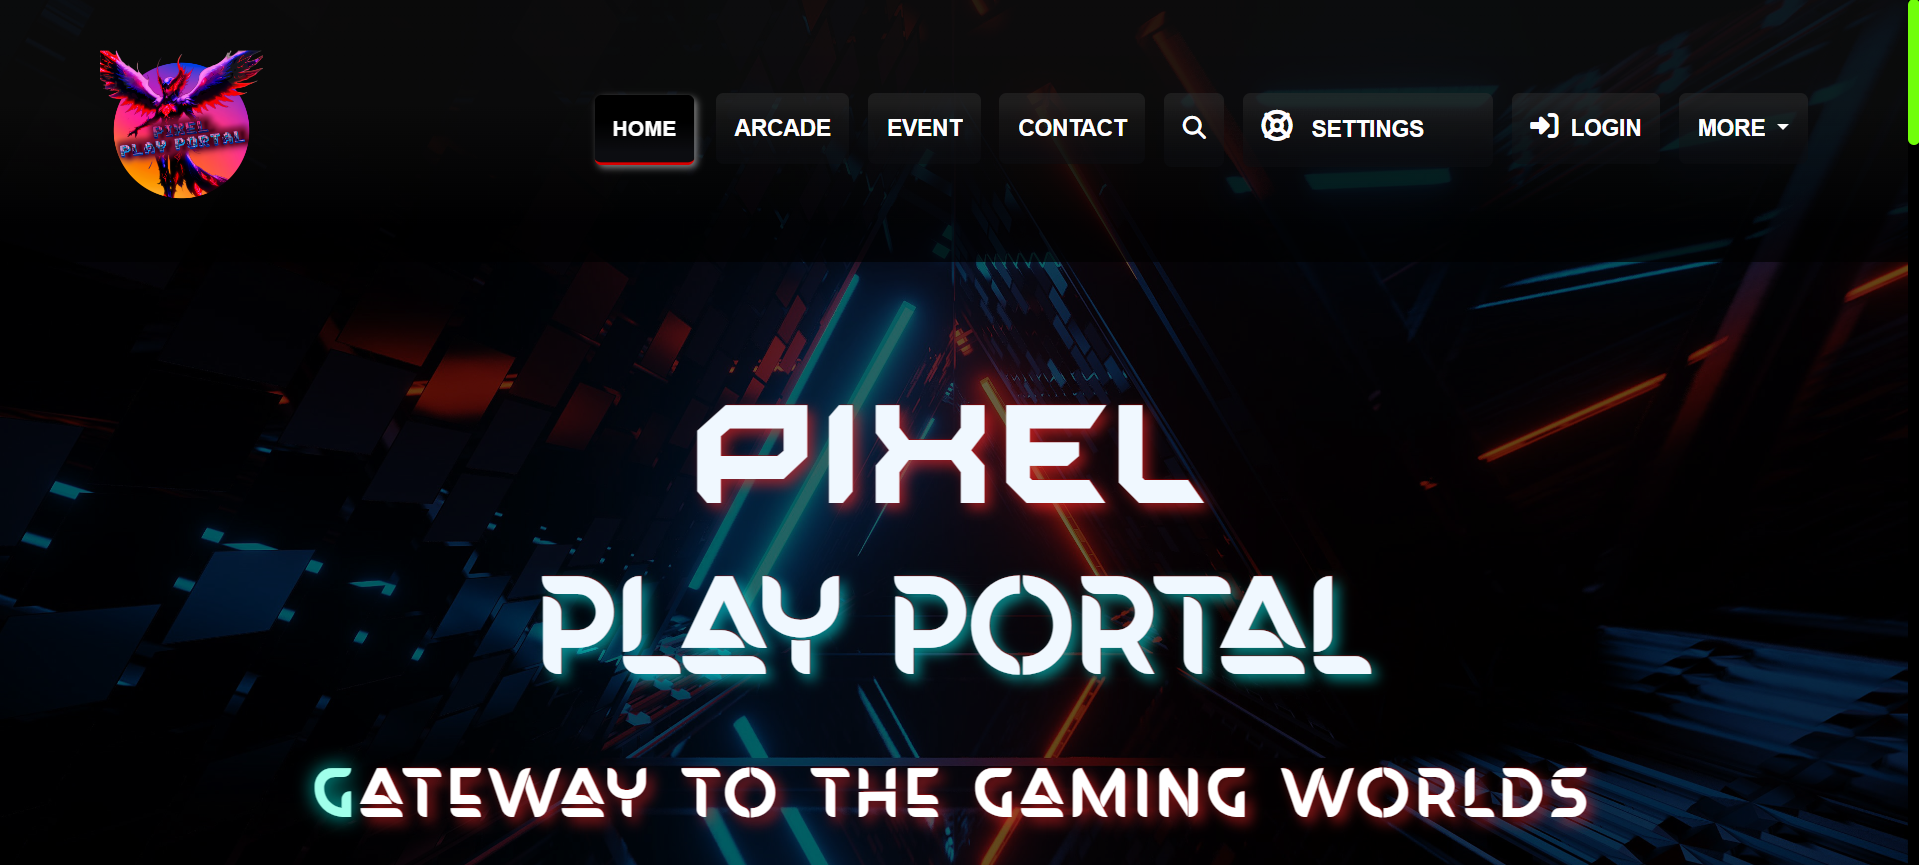 PIXEL
PLAY PORTAL
HOME ARCADE EVENT CONTACT SETTINGS LOGIN MORE
PIXEL
PLAY PORTAL
GATEWAY TO THE GAMING WORLDS